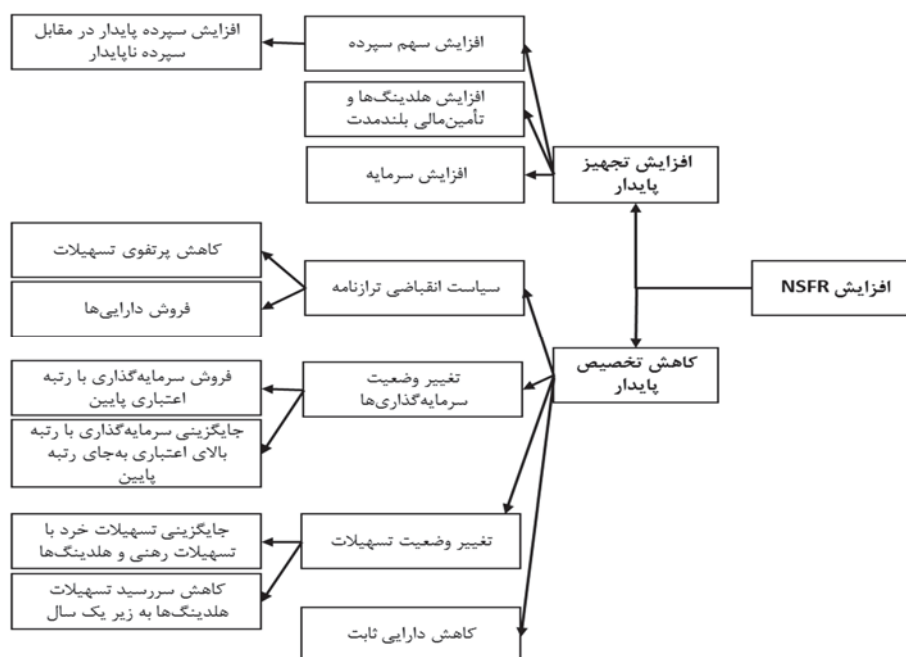 افزایش NSFR
افزایش تجهیز
پایدار
افزایش سهم سپرده
افزایش سپرده پایدار در مقابل
سپرده ناپایدار
افزایش هلدینگ‌ها و
تأمین‌مالی بلندمدت
افزایش سرمایه
کاهش تخصیص
پایدار
سیاست انقباضی ترازنامه
کاهش پرتفوی تسهیلات
فروش دارایی‌ها
تغییر وضعیت
سرمایه‌گذاری‌ها
فروش سرمایه‌گذاری با رتبه
اعتباری پایین
جایگزینی سرمایه‌گذاری با رتبه
بالای اعتباری به‌جای رتبه
پایین
تغییر وضعیت تسهیلات
جایگزینی تسهیلات خرد با
تسهیلات رهنی و هلدینگ‌ها
کاهش سررسید تسهیلات
هلدینگ‌ها به زیر یک سال
کاهش دارایی ثابت